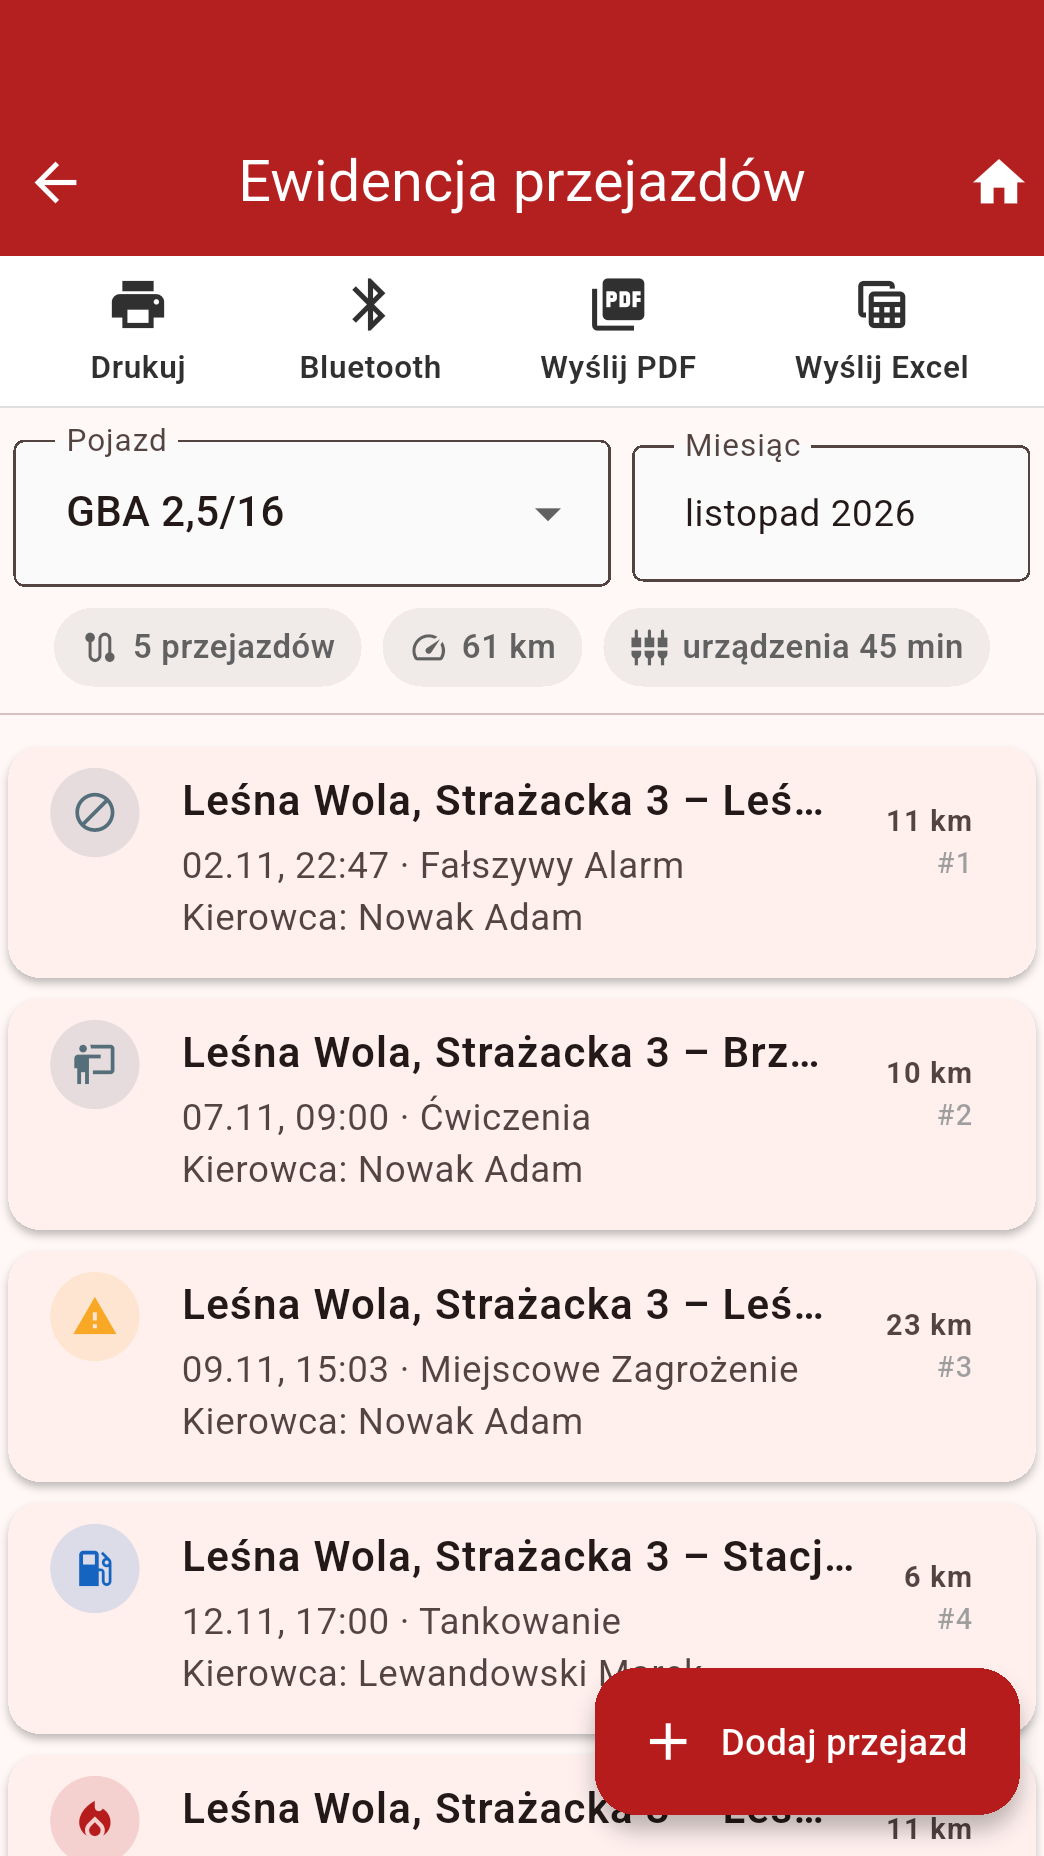 Ewidencja przejazdów
Drukuj
Bluetooth
PDF
Wyślij PDF
Wyślij Excel
Pojazd
GBA 2,5/16
Miesiąc
listopad 2026
5 przejazdów
61 km
urządzenia 45 min
Leśna Wola, Strażacka 3 – Leś…
11 km
02.11, 22:47 · Fałszywy Alarm
#1
Kierowca: Nowak Adam
Leśna Wola, Strażacka 3 – Brz…
10 km
07.11, 09:00 · Ćwiczenia
#2
Kierowca: Nowak Adam
Leśna Wola, Strażacka 3 – Leś…
23 km
09.11, 15:03 · Miejscowe Zagrożenie
#3
Kierowca: Nowak Adam
Leśna Wola, Strażacka 3 – Stacj…
6 km
12.11, 17:00 · Tankowanie
#4
Kierowca: Lewandowski Marek
Dodaj przejazd
Leśna Wola, Strażacka 3 – Leś…
11 km